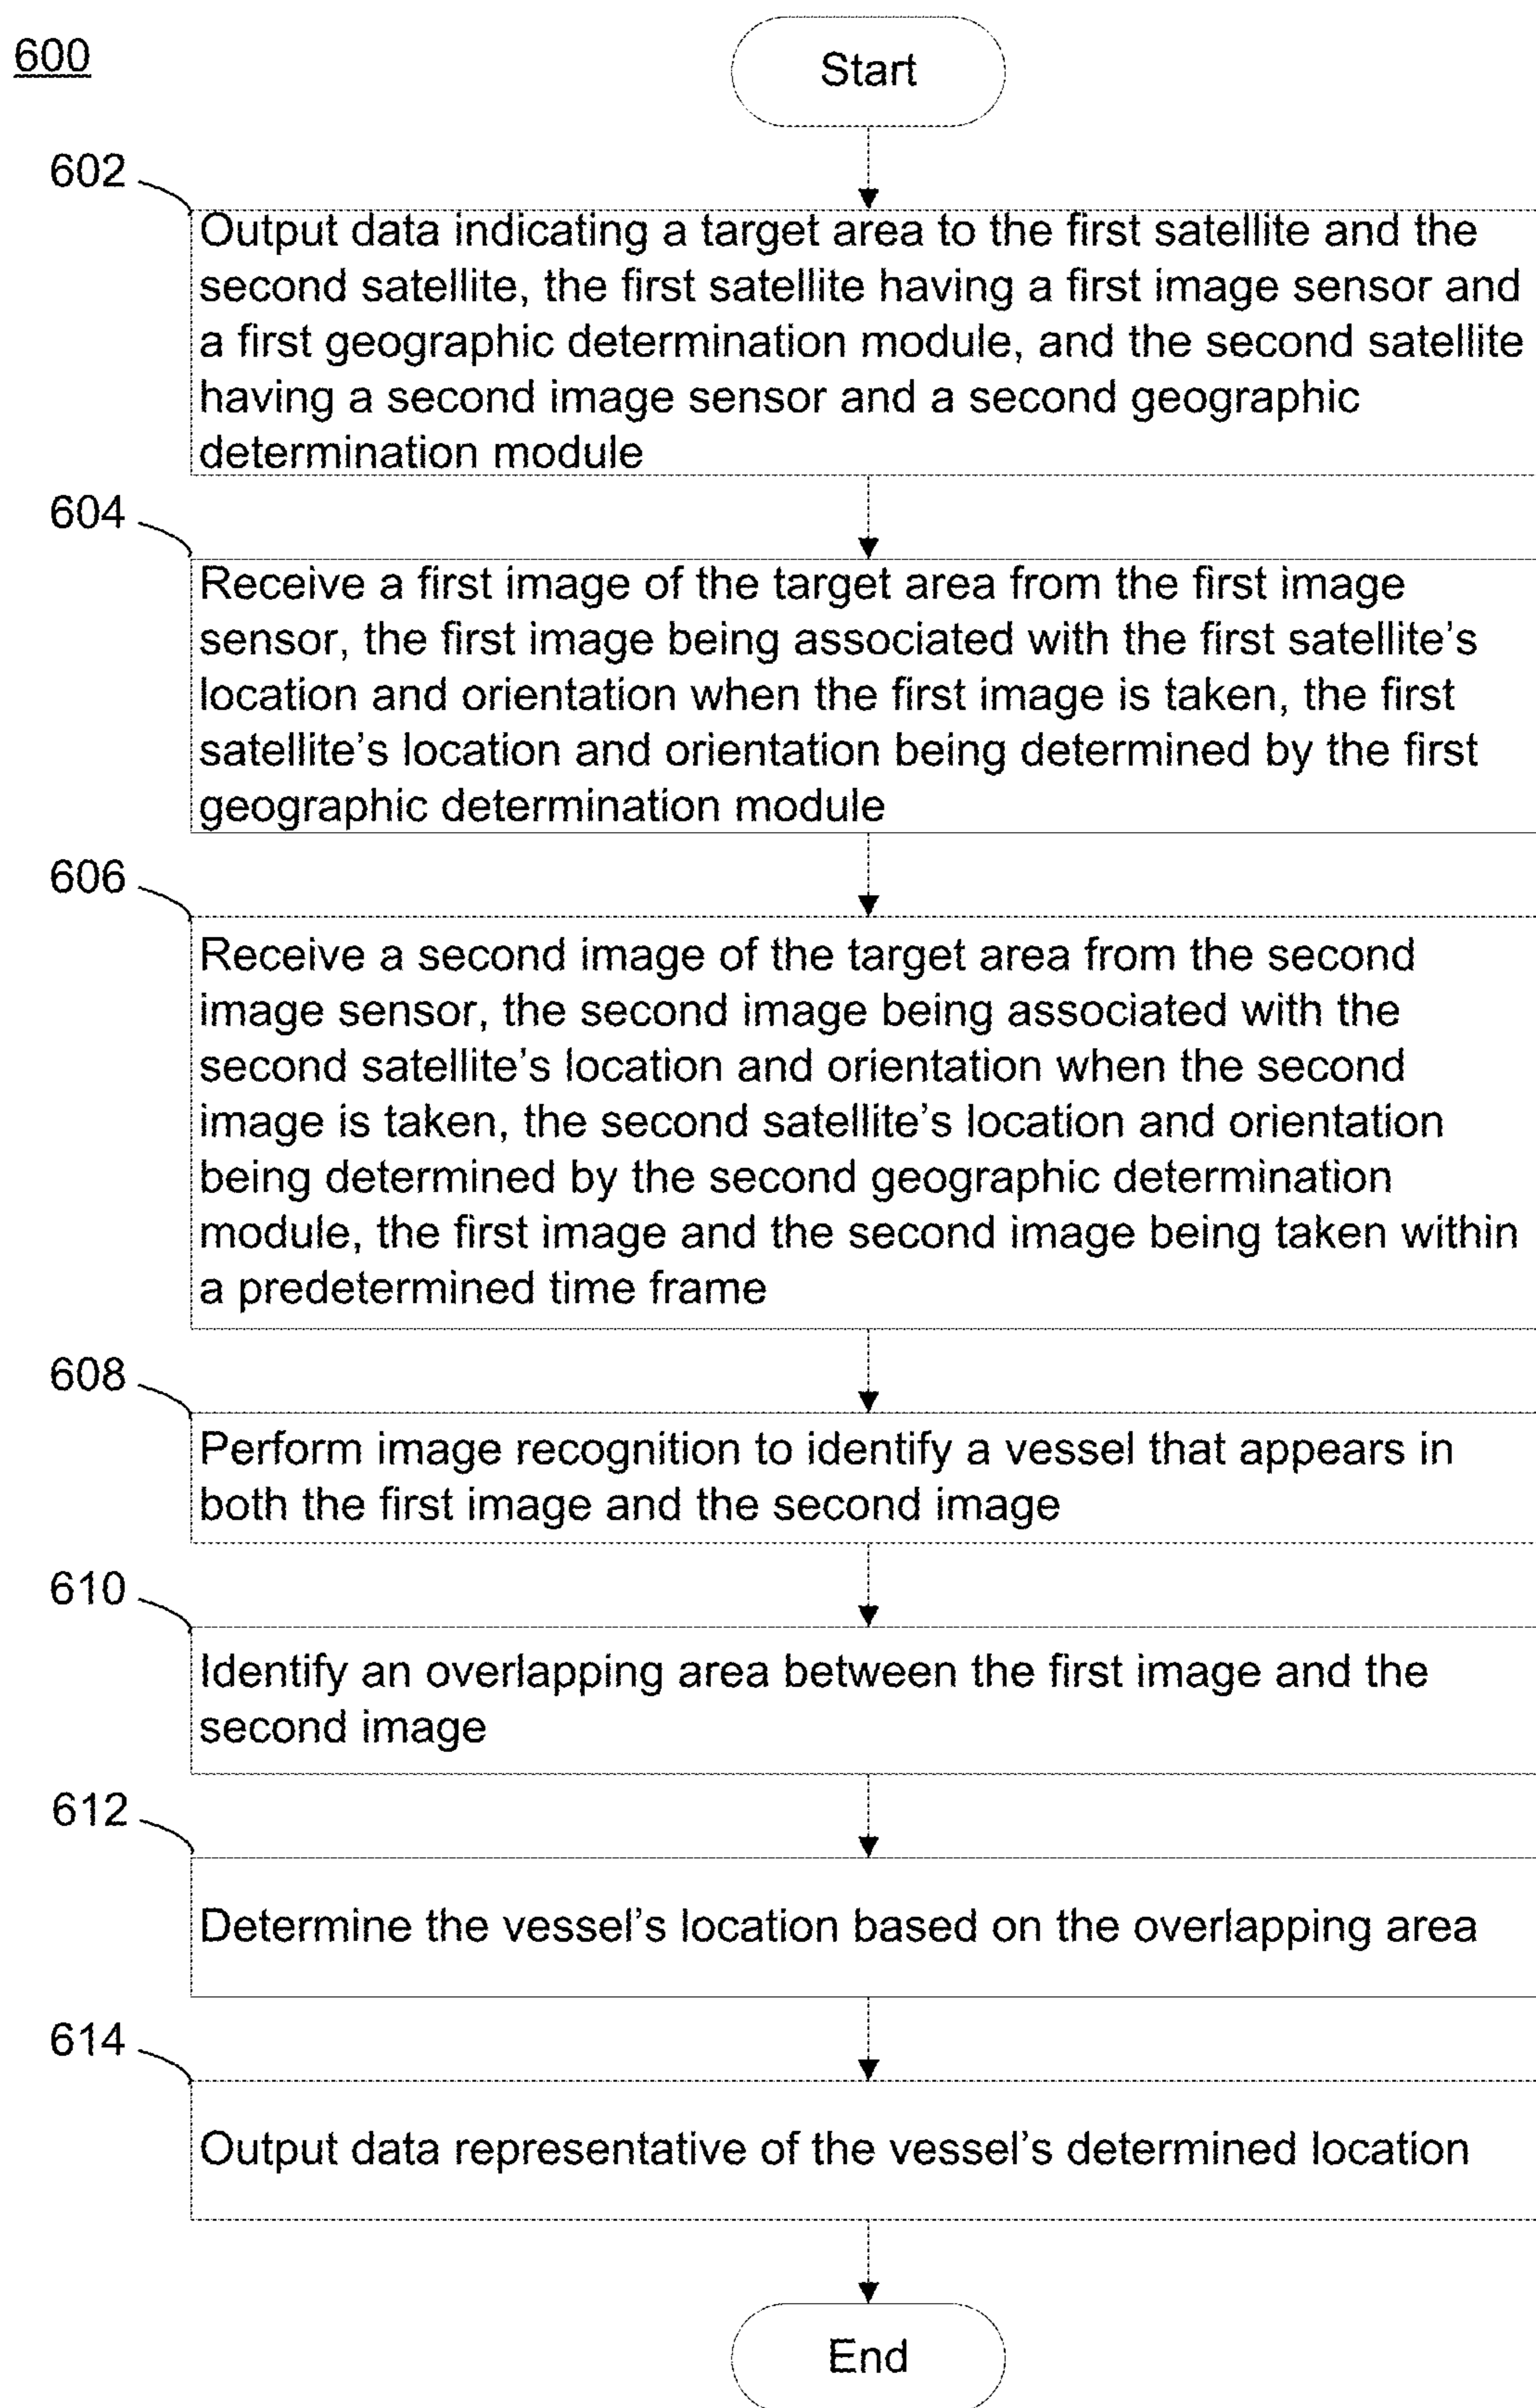 600
Start
602
Output data indicating a target area to the first satellite and the
second satellite, the first satellite having a first image sensor and
a first geographic determination module, and the second satellite
having a second image sensor and a second geographic
determination module
604
Receive a first image of the target area from the first image
sensor, the first image being associated with the first satellite's
location and orientation when the first image is taken, the first
satellite's location and orientation being determined by the first
geographic determination module
606
Receive a second image of the target area from the second
image sensor, the second image being associated with the
second satellite's location and orientation when the second
image is taken, the second satellite's location and orientation
being determined by the second geographic determination
module, the first image and the second image being taken within
a predetermined time frame
608
Perform image recognition to identify a vessel that appears in
both the first image and the second image
610
Identify an overlapping area between the first image and the
second image
612
Determine the vessel's location based on the overlapping area
614
Output data representative of the vessel's determined location
End